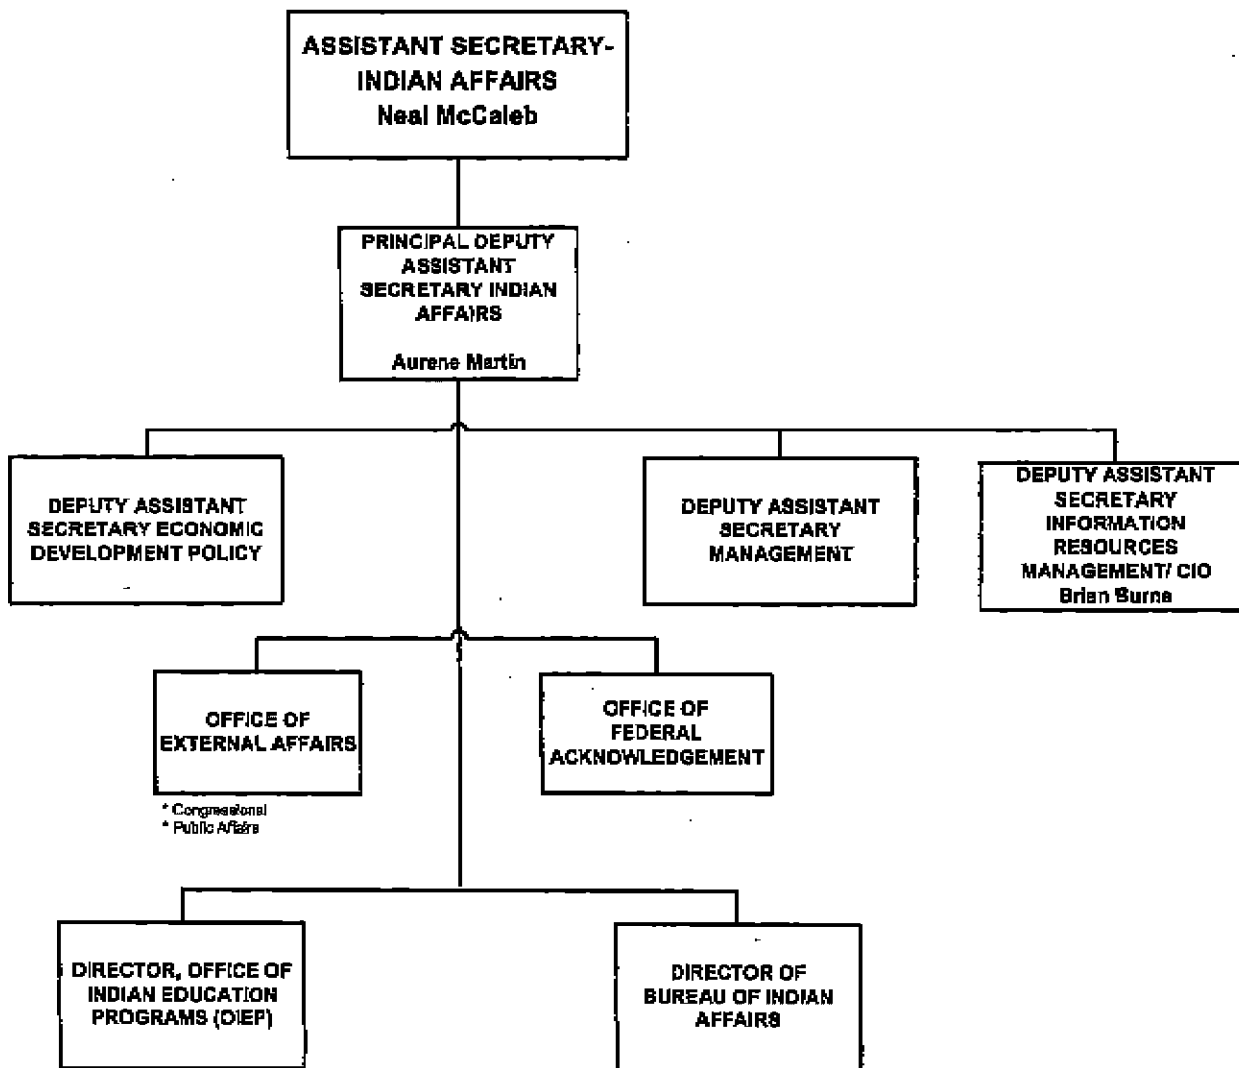 ASSISTANT SECRETARY-
INDIAN AFFAIRS
Neal McCaleb
PRINCIPAL DEPUTY
ASSISTANT
SECRETARY INDIAN
AFFAIRS
Aurene Martin
DEPUTY ASSISTANT
SECRETARY ECONOMIC
DEVELOPMENT POLICY
DEPUTY ASSISTANT
SECRETARY
MANAGEMENT
DEPUTY ASSISTANT
SECRETARY
INFORMATION
RESOURCES
MANAGEMENT/ CIO
Brian Burns
OFFICE OF
EXTERNAL AFFAIRS
* Congressional
* Public Affairs
OFFICE OF
FEDERAL
ACKNOWLEDGEMENT
DIRECTOR, OFFICE OF
INDIAN EDUCATION
PROGRAMS (OIEP)
DIRECTOR OF
BUREAU OF INDIAN
AFFAIRS